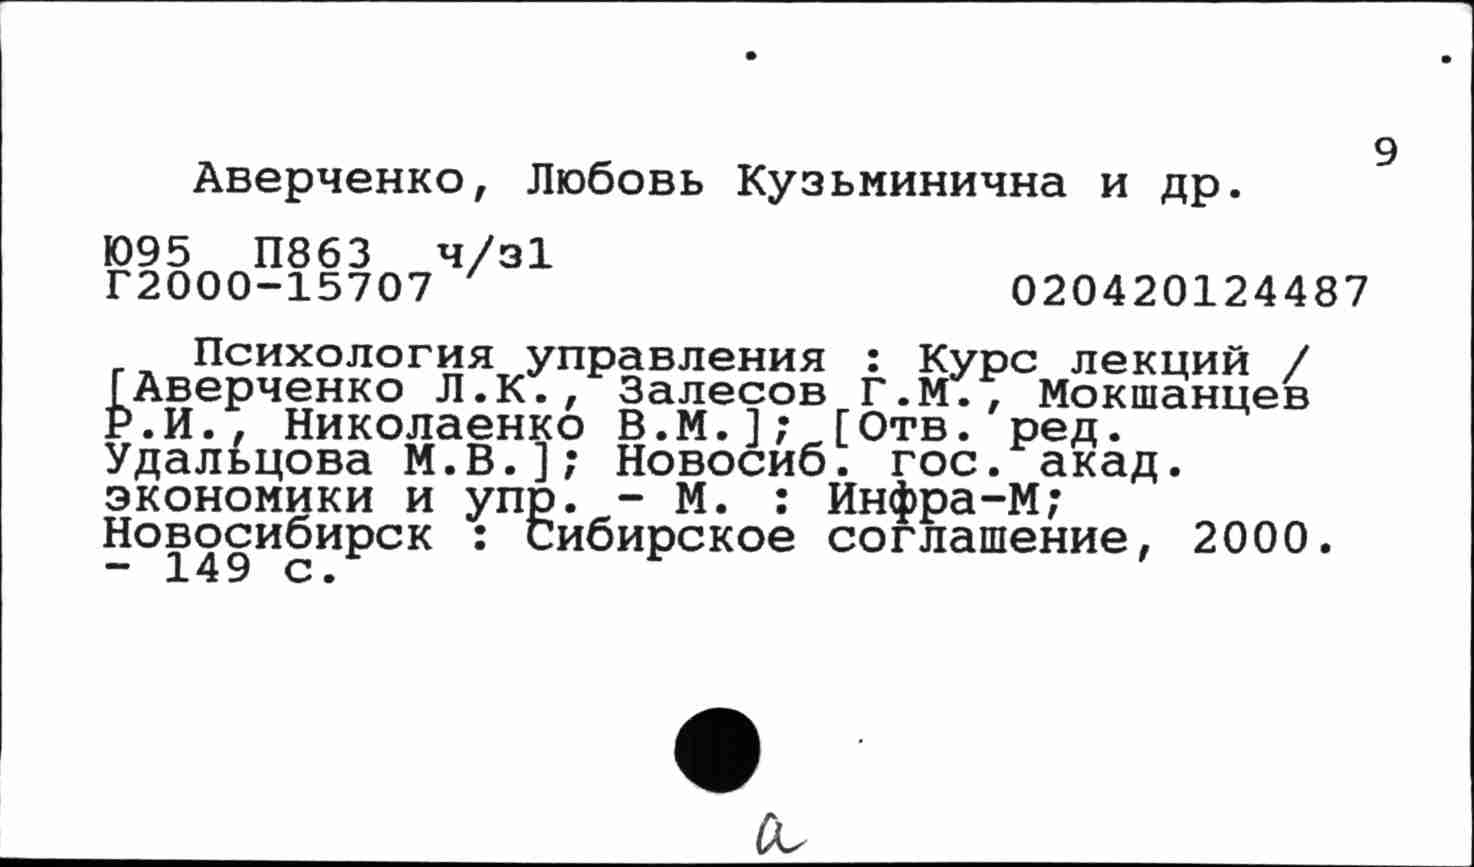 9
Аверченко, Любовь Кузьминична и др.
Ю95 П863 ч/з1
Г2000-15707 020420124487
Психология управления : Курс лекций /
[Аверченко Л.К., Залесов Г.М., Мокшанцев
Р.И., Николаенко В.М.]; [Отв. ред.
Удальцова М.В.]; Новосиб. гос. акад.
экономики и упр. - М. : Инфра-М;
Новосибирск : Сибирское соглашение, 2000.
- 149 с.
а